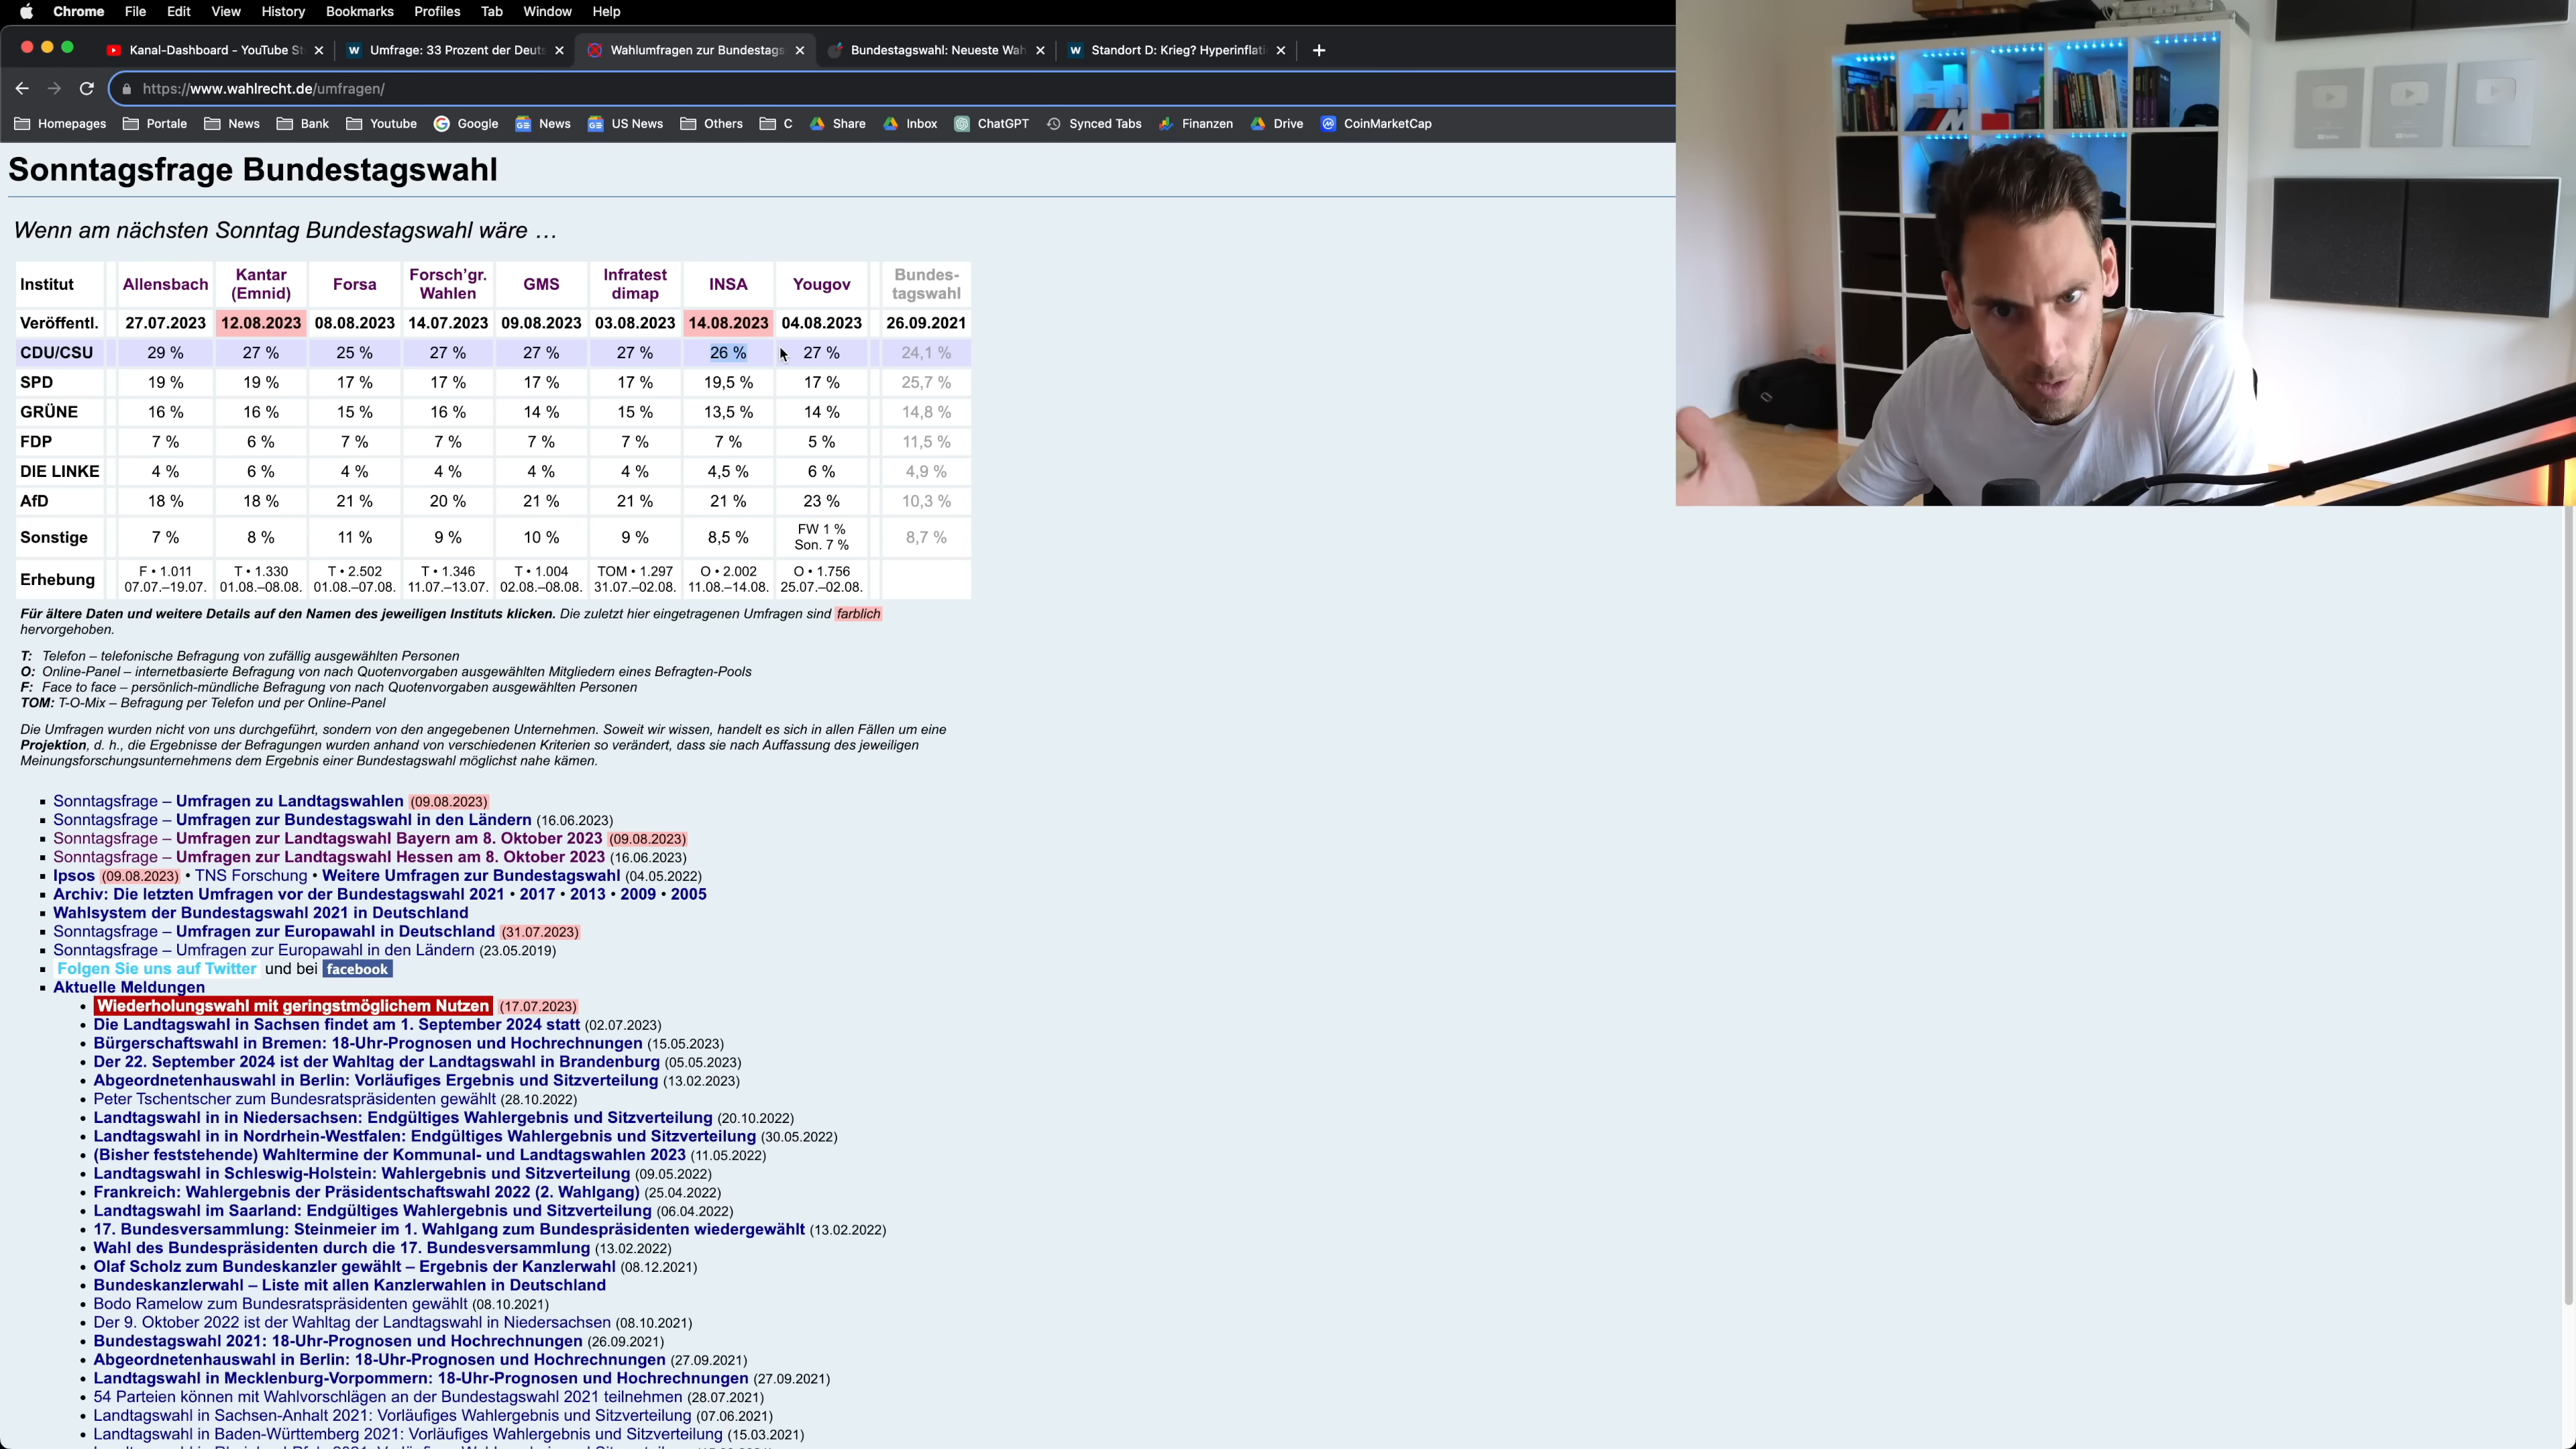 Chrome File Edit View History Bookmarks Profiles Tab Window Help
Kanal-Dashboard - YouTube St
Umfrage: 33 Prozent der Deuts
Wahlumfragen zur Bundestags
Bundestagswahl: Neueste Wah
Standort D: Krieg? Hyperinflati
https://www.wahlrecht.de/umfragen/
Homepages Portale News Bank Youtube Google News US News Others C Share Inbox ChatGPT Synced Tabs Finanzen Drive CoinMarketCap
Sonntagsfrage Bundestagswahl
Wenn am nächsten Sonntag Bundestagswahl wäre …
Institut Allensbach Kantar (Emnid) Forsa Forsch’gr. Wahlen GMS Infratest dimap INSA Yougov Bundes- tagswahl
Veröffentl. 27.07.2023 12.08.2023 08.08.2023 14.07.2023 09.08.2023 03.08.2023 14.08.2023 04.08.2023 26.09.2021
CDU/CSU 29 % 27 % 25 % 27 % 27 % 27 % 26 % 27 % 24,1 %
SPD 19 % 19 % 17 % 17 % 17 % 17 % 19,5 % 17 % 25,7 %
GRÜNE 16 % 16 % 15 % 16 % 14 % 15 % 13,5 % 14 % 14,8 %
FDP 7 % 6 % 7 % 7 % 7 % 7 % 7 % 5 % 11,5 %
DIE LINKE 4 % 6 % 4 % 4 % 4 % 4 % 4,5 % 6 % 4,9 %
AfD 18 % 18 % 21 % 20 % 21 % 21 % 21 % 23 % 10,3 %
Sonstige 7 % 8 % 11 % 9 % 10 % 9 % 8,5 % FW 1 % Son. 7 % 8,7 %
Erhebung F • 1.011 T • 1.330 T • 2.502 T • 1.346 T • 1.004 TOM • 1.297 O • 2.002 O • 1.756
07.07.–19.07. 01.08.–08.08. 01.08.–07.08. 11.07.–13.07. 02.08.–08.08. 31.07.–02.08. 11.08.–14.08. 25.07.–02.08.
Für ältere Daten und weitere Details auf den Namen des jeweiligen Instituts klicken. Die zuletzt hier eingetragenen Umfragen sind farblich
hervorgehoben.
T: Telefon – telefonische Befragung von zufällig ausgewählten Personen
O: Online-Panel – internetbasierte Befragung von nach Quotenvorgaben ausgewählten Mitgliedern eines Befragten-Pools
F: Face to face – persönlich-mündliche Befragung von nach Quotenvorgaben ausgewählten Personen
TOM: T-O-Mix – Befragung per Telefon und per Online-Panel
Die Umfragen wurden nicht von uns durchgeführt, sondern von den angegebenen Unternehmen. Soweit wir wissen, handelt es sich in allen Fällen um eine
Projektion, d. h., die Ergebnisse der Befragungen wurden anhand von verschiedenen Kriterien so verändert, dass sie nach Auffassung des jeweiligen
Meinungsforschungsunternehmens dem Ergebnis einer Bundestagswahl möglichst nahe kämen.
Sonntagsfrage – Umfragen zu Landtagswahlen (09.08.2023)
Sonntagsfrage – Umfragen zur Bundestagswahl in den Ländern (16.06.2023)
Sonntagsfrage – Umfragen zur Landtagswahl Bayern am 8. Oktober 2023 (09.08.2023)
Sonntagsfrage – Umfragen zur Landtagswahl Hessen am 8. Oktober 2023 (16.06.2023)
Ipsos (09.08.2023) • TNS Forschung • Weitere Umfragen zur Bundestagswahl (04.05.2022)
Archiv: Die letzten Umfragen vor der Bundestagswahl 2021 • 2017 • 2013 • 2009 • 2005
Wahlsystem der Bundestagswahl 2021 in Deutschland
Sonntagsfrage – Umfragen zur Europawahl in Deutschland (31.07.2023)
Sonntagsfrage – Umfragen zur Europawahl in den Ländern (23.05.2019)
Folgen Sie uns auf Twitter und bei facebook
Aktuelle Meldungen
Wiederholungswahl mit geringstmöglichem Nutzen (17.07.2023)
Die Landtagswahl in Sachsen findet am 1. September 2024 statt (02.07.2023)
Bürgerschaftswahl in Bremen: 18-Uhr-Prognosen und Hochrechnungen (15.05.2023)
Der 22. September 2024 ist der Wahltag der Landtagswahl in Brandenburg (05.05.2023)
Abgeordnetenhauswahl in Berlin: Vorläufiges Ergebnis und Sitzverteilung (13.02.2023)
Peter Tschentscher zum Bundesratspräsidenten gewählt (28.10.2022)
Landtagswahl in in Niedersachsen: Endgültiges Wahlergebnis und Sitzverteilung (20.10.2022)
Landtagswahl in in Nordrhein-Westfalen: Endgültiges Wahlergebnis und Sitzverteilung (30.05.2022)
(Bisher feststehende) Wahltermine der Kommunal- und Landtagswahlen 2023 (11.05.2022)
Landtagswahl in Schleswig-Holstein: Wahlergebnis und Sitzverteilung (09.05.2022)
Frankreich: Wahlergebnis der Präsidentschaftswahl 2022 (2. Wahlgang) (25.04.2022)
Landtagswahl im Saarland: Endgültiges Wahlergebnis und Sitzverteilung (06.04.2022)
17. Bundesversammlung: Steinmeier im 1. Wahlgang zum Bundespräsidenten wiedergewählt (13.02.2022)
Wahl des Bundespräsidenten durch die 17. Bundesversammlung (13.02.2022)
Olaf Scholz zum Bundeskanzler gewählt – Ergebnis der Kanzlerwahl (08.12.2021)
Bundeskanzlerwahl – Liste mit allen Kanzlerwahlen in Deutschland
Bodo Ramelow zum Bundesratspräsidenten gewählt (08.10.2021)
Der 9. Oktober 2022 ist der Wahltag der Landtagswahl in Niedersachsen (08.10.2021)
Bundestagswahl 2021: 18-Uhr-Prognosen und Hochrechnungen (26.09.2021)
Abgeordnetenhauswahl in Berlin: 18-Uhr-Prognosen und Hochrechnungen (27.09.2021)
Landtagswahl in Mecklenburg-Vorpommern: 18-Uhr-Prognosen und Hochrechnungen (27.09.2021)
54 Parteien können mit Wahlvorschlägen an der Bundestagswahl 2021 teilnehmen (28.07.2021)
Landtagswahl in Sachsen-Anhalt 2021: Vorläufiges Wahlergebnis und Sitzverteilung (07.06.2021)
Landtagswahl in Baden-Württemberg 2021: Vorläufiges Wahlergebnis und Sitzverteilung (15.03.2021)